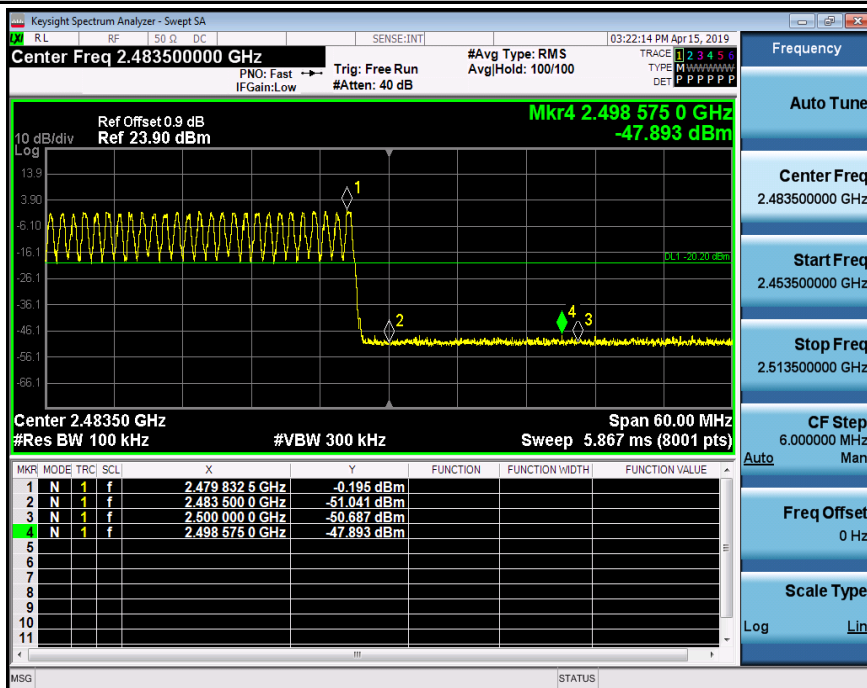 Keysight Spectrum Analyzer - Swept SA
LXI RL RF 50 Ω DC SENSE:INT 03:22:14 PM Apr 15, 2019
Center Freq 2.483500000 GHz
PNO: Fast
IFGain:Low
Trig: Free Run
#Atten: 40 dB
#Avg Type: RMS
Avg|Hold: 100/100
TRACE 1 2 3 4 5 6
TYPE M WWWWW
DET P P P P P P
Mkr4 2.498 575 0 GHz
-47.893 dBm
Ref Offset 0.9 dB
10 dB/div Ref 23.90 dBm
Log
13.9
3.90
-6.10
-16.1
-26.1
-36.1
-46.1
-56.1
-66.1
1
DL1 -20.20 dBm
2
4
3
Center 2.48350 GHz Span 60.00 MHz
#Res BW 100 kHz #VBW 300 kHz Sweep 5.867 ms (8001 pts)
MKR MODE TRC SCL X Y FUNCTION FUNCTION WIDTH FUNCTION VALUE
1 N 1 f 2.479 832 5 GHz -0.195 dBm
2 N 1 f 2.483 500 0 GHz -51.041 dBm
3 N 1 f 2.500 000 0 GHz -50.687 dBm
4 N 1 f 2.498 575 0 GHz -47.893 dBm
5
6
7
8
9
10
11
MSG STATUS
Frequency
Auto Tune
Center Freq
2.483500000 GHz
Start Freq
2.453500000 GHz
Stop Freq
2.513500000 GHz
CF Step
6.000000 MHz
Auto Man
Freq Offset
0 Hz
Scale Type
Log Lin